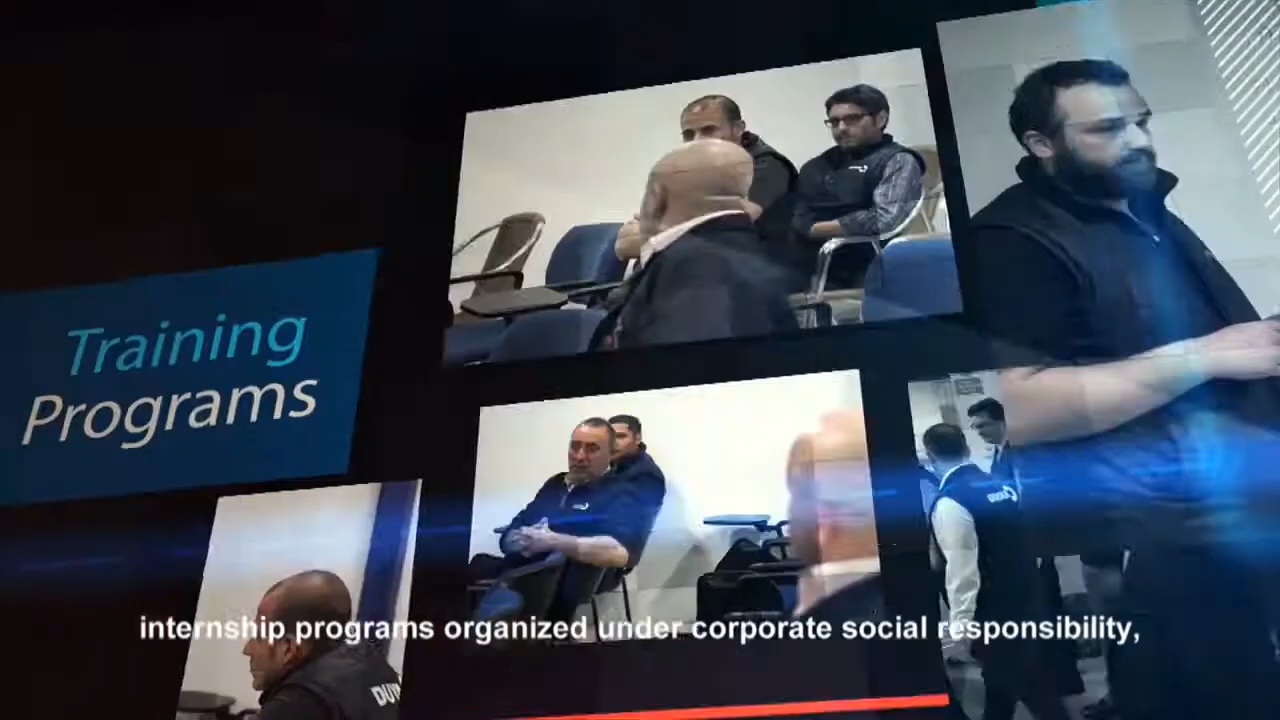 Training
Programs
internship programs organized under corporate social responsibility,